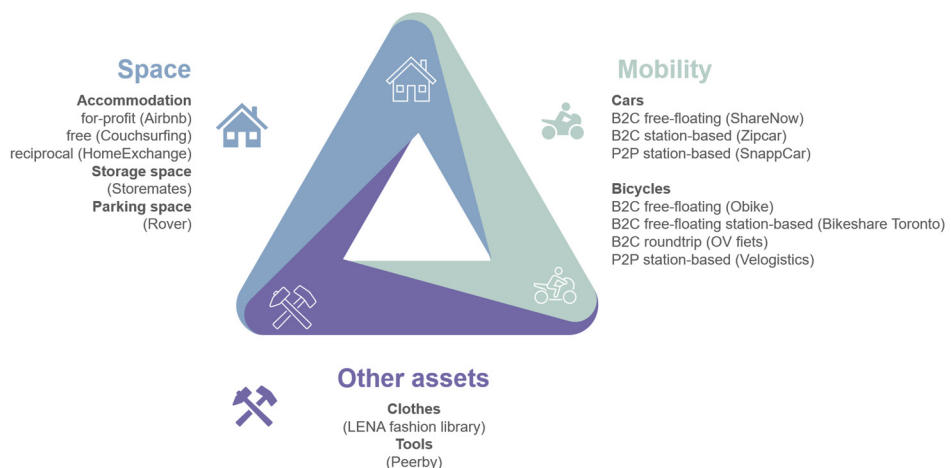 Space
Accommodation
for-profit (Airbnb)
free (Couchsurfing)
reciprocal (HomeExchange)
Storage space
(Storemates)
Parking space
(Rover)
Mobility
Cars
B2C free-floating (ShareNow)
B2C station-based (Zipcar)
P2P station-based (SnappCar)
Bicycles
B2C free-floating (Obike)
B2C free-floating station-based (Bikeshare Toronto)
B2C roundtrip (OV fiets)
P2P station-based (Velogistics)
Other assets
Clothes
(LENA fashion library)
Tools
(Peerby)